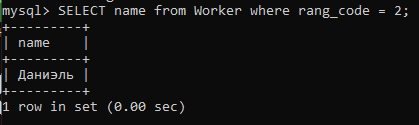 mysql> SELECT name from Worker where rang_code = 2;
+---------+
| name    |
+---------+
| Даниэль |
+---------+
1 row in set (0.00 sec)